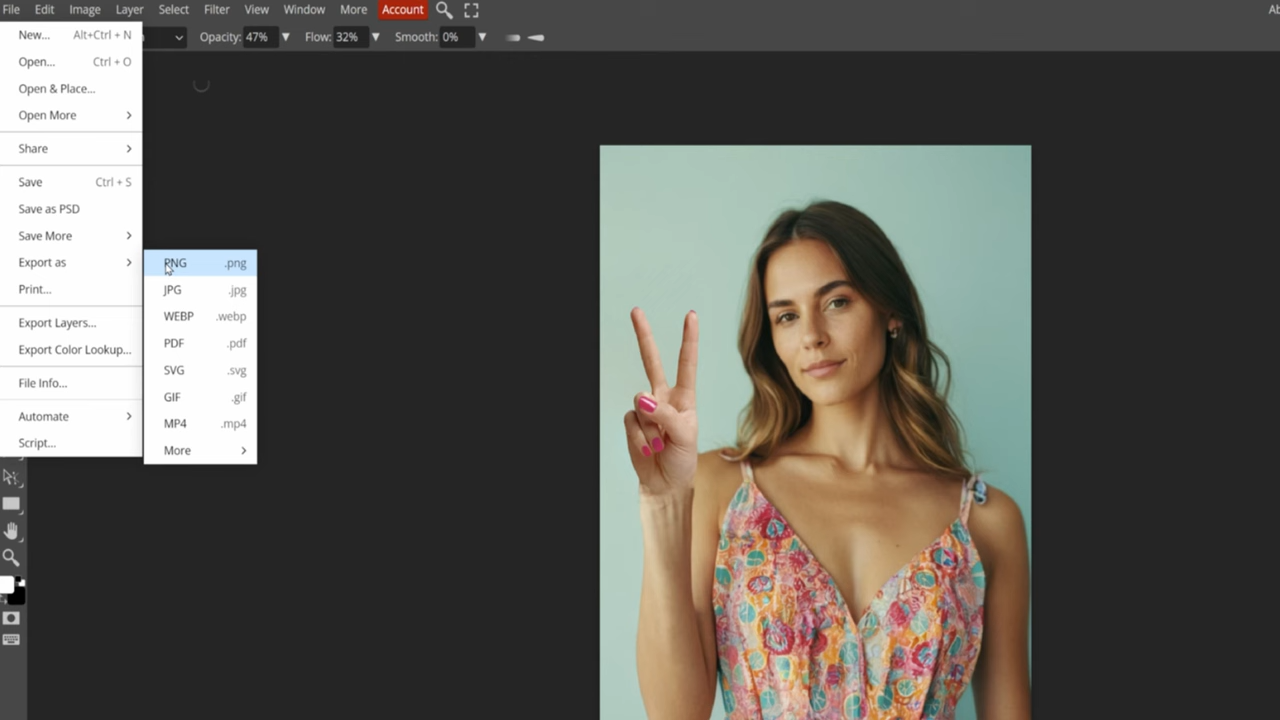 File Edit Image Layer Select Filter View Window More Account
Opacity: 47% Flow: 32% Smooth: 0%
New... Alt+Ctrl + N
Open... Ctrl + O
Open & Place...
Open More
Share
Save Ctrl + S
Save as PSD
Save More
Export as
Print...
Export Layers...
Export Color Lookup...
File Info...
Automate
Script...
PNG .png
JPG .jpg
WEBP .webp
PDF .pdf
SVG .svg
GIF .gif
MP4 .mp4
More